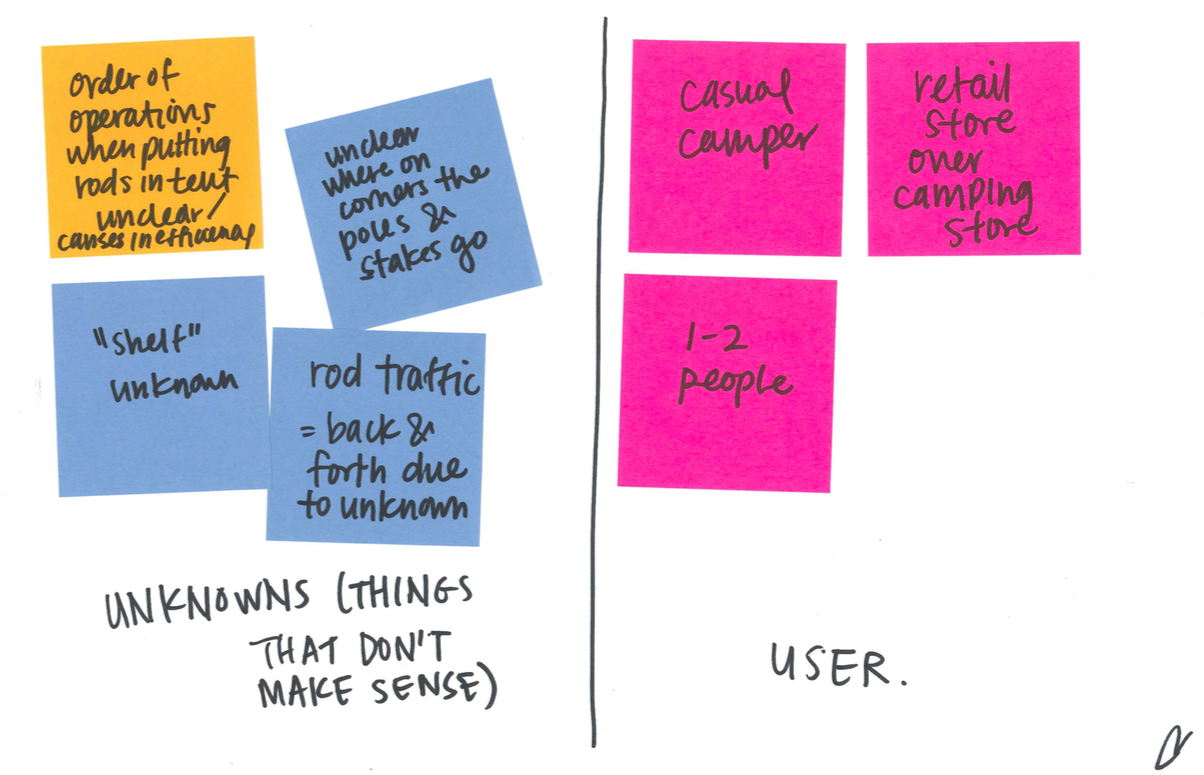 order of
operations
when putting
rods in tent
unclear/
causes inefficiency
unclear
where on
corners the
poles &
stakes go
"shelf"
unknown
rod traffic
= back &
forth due
to unknown
UNKNOWNS (THINGS
THAT DON'T
MAKE SENSE)
casual
camper
retail
store
over
camping
store
1-2
people
USER.